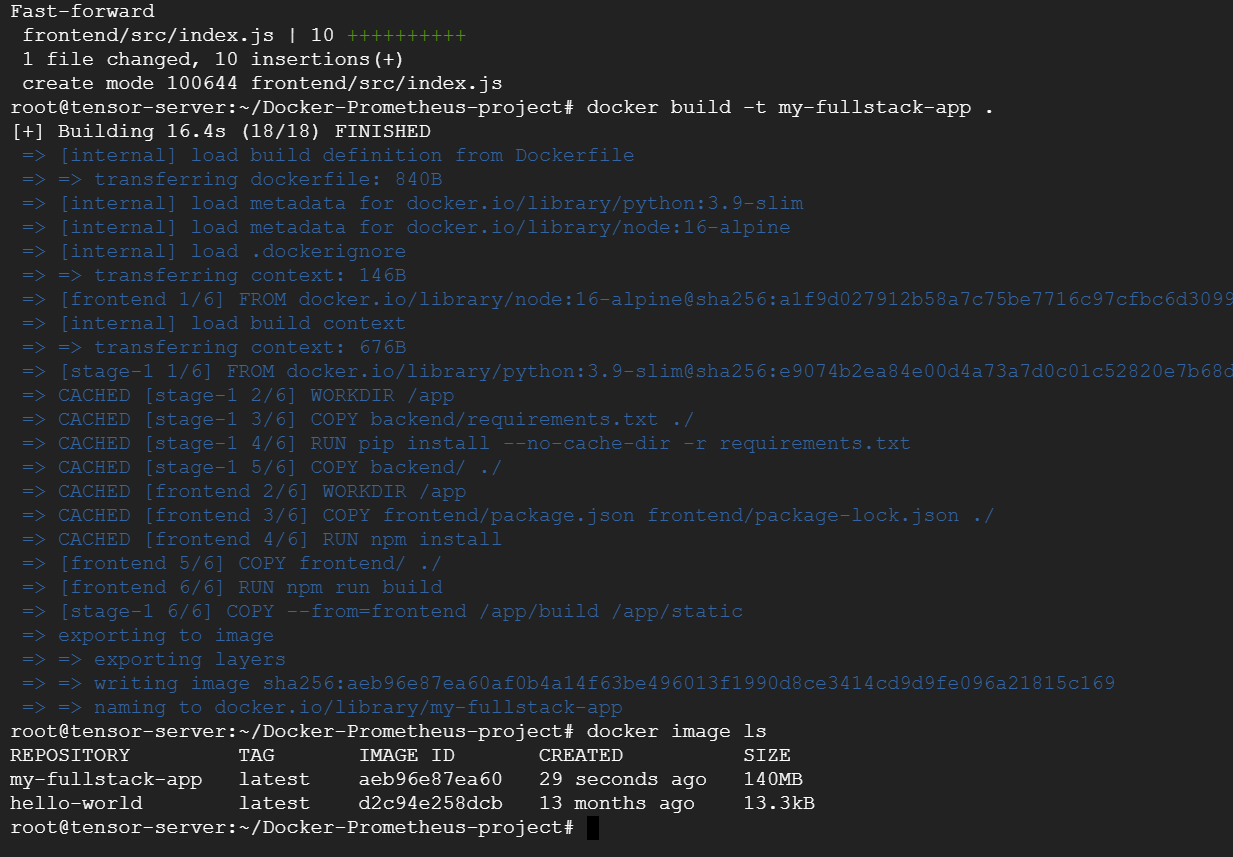 Fast-forward
 frontend/src/index.js | 10 ++++++++++
 1 file changed, 10 insertions(+)
 create mode 100644 frontend/src/index.js
root@tensor-server:~/Docker-Prometheus-project# docker build -t my-fullstack-app .
[+] Building 16.4s (18/18) FINISHED
 => [internal] load build definition from Dockerfile
 => => transferring dockerfile: 840B
 => [internal] load metadata for docker.io/library/python:3.9-slim
 => [internal] load metadata for docker.io/library/node:16-alpine
 => [internal] load .dockerignore
 => => transferring context: 146B
 => [frontend 1/6] FROM docker.io/library/node:16-alpine@sha256:a1f9d027912b58a7c75be7716c97cfbc6d3099
 => [internal] load build context
 => => transferring context: 676B
 => [stage-1 1/6] FROM docker.io/library/python:3.9-slim@sha256:e9074b2ea84e00d4a73a7d0c01c52820e7b68d
 => CACHED [stage-1 2/6] WORKDIR /app
 => CACHED [stage-1 3/6] COPY backend/requirements.txt ./
 => CACHED [stage-1 4/6] RUN pip install --no-cache-dir -r requirements.txt
 => CACHED [stage-1 5/6] COPY backend/ ./
 => CACHED [frontend 2/6] WORKDIR /app
 => CACHED [frontend 3/6] COPY frontend/package.json frontend/package-lock.json ./
 => CACHED [frontend 4/6] RUN npm install
 => [frontend 5/6] COPY frontend/ ./
 => [frontend 6/6] RUN npm run build
 => [stage-1 6/6] COPY --from=frontend /app/build /app/static
 => exporting to image
 => => exporting layers
 => => writing image sha256:aeb96e87ea60af0b4a14f63be496013f1990d8ce3414cd9d9fe096a21815c169
 => => naming to docker.io/library/my-fullstack-app
root@tensor-server:~/Docker-Prometheus-project# docker image ls
REPOSITORY         TAG       IMAGE ID       CREATED          SIZE
my-fullstack-app   latest    aeb96e87ea60   29 seconds ago   140MB
hello-world        latest    d2c94e258dcb   13 months ago    13.3kB
root@tensor-server:~/Docker-Prometheus-project#